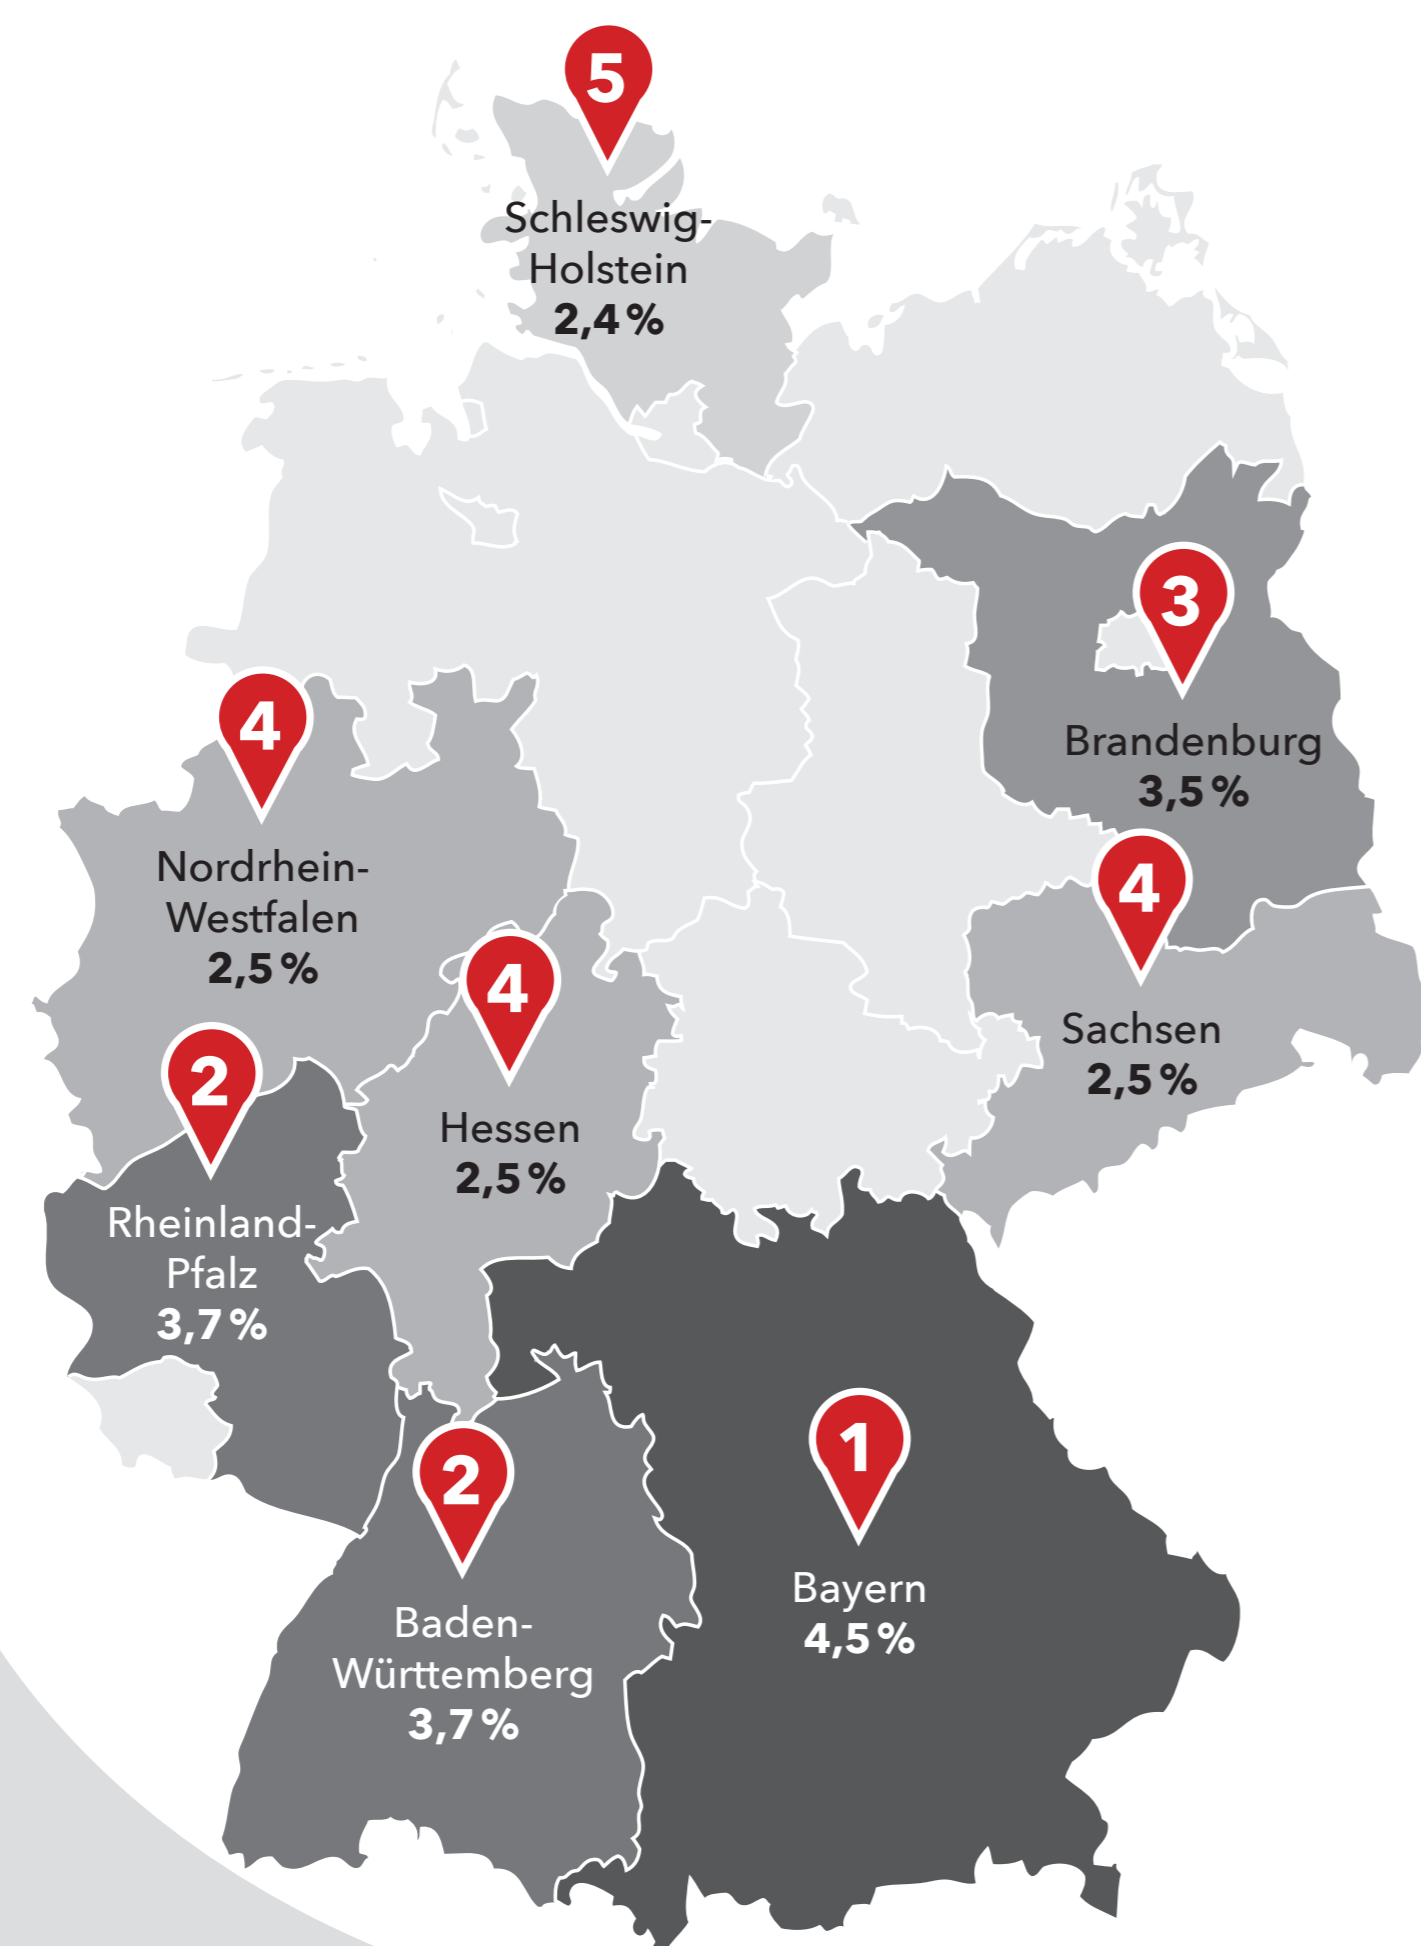 5
Schleswig-
Holstein
2,4 %
3
Brandenburg
3,5 %
4
Nordrhein-
Westfalen
2,5 %
4
Sachsen
2,5 %
4
Hessen
2,5 %
2
Rheinland-
Pfalz
3,7 %
1
Bayern
4,5 %
2
Baden-
Württemberg
3,7 %